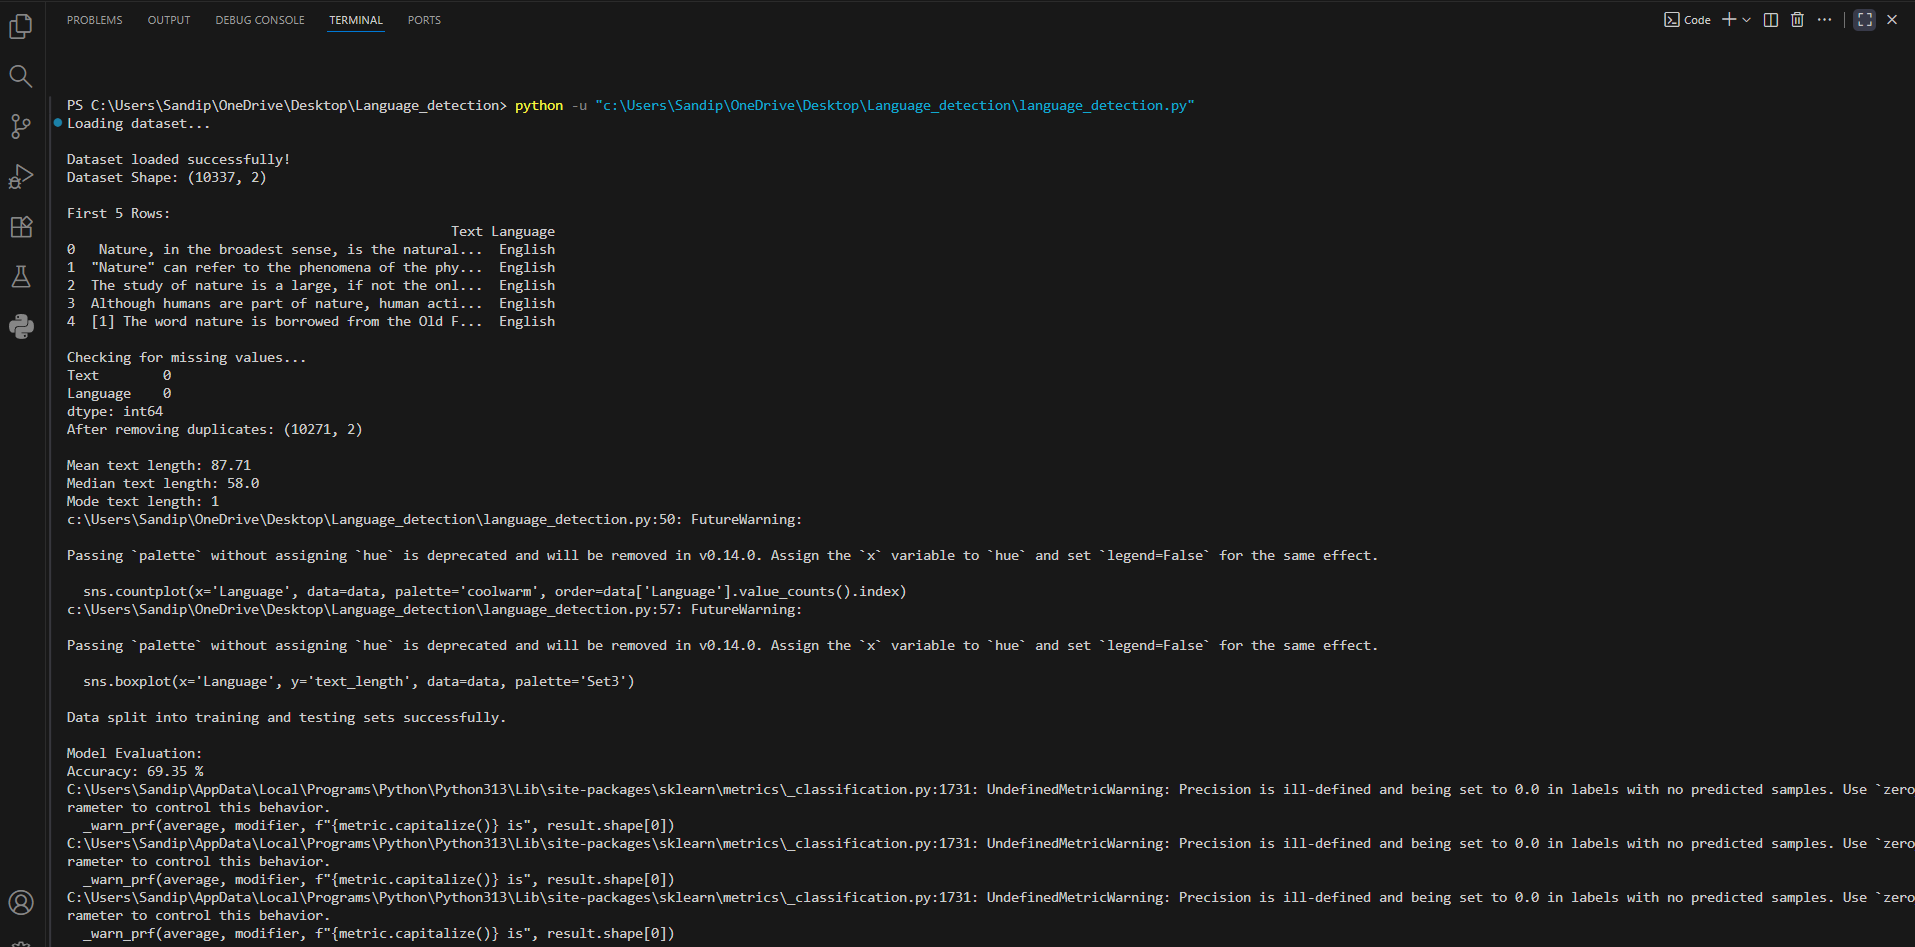 PROBLEMS OUTPUT DEBUG CONSOLE TERMINAL PORTS Code
PS C:\Users\Sandip\OneDrive\Desktop\Language_detection> python -u "c:\Users\Sandip\OneDrive\Desktop\Language_detection\language_detection.py"
Loading dataset...
Dataset loaded successfully!
Dataset Shape: (10337, 2)
First 5 Rows:
Text Language
0 Nature, in the broadest sense, is the natural... English
1 "Nature" can refer to the phenomena of the phy... English
2 The study of nature is a large, if not the onl... English
3 Although humans are part of nature, human acti... English
4 [1] The word nature is borrowed from the Old F... English
Checking for missing values...
Text 0
Language 0
dtype: int64
After removing duplicates: (10271, 2)
Mean text length: 87.71
Median text length: 58.0
Mode text length: 1
c:\Users\Sandip\OneDrive\Desktop\Language_detection\language_detection.py:50: FutureWarning:
Passing `palette` without assigning `hue` is deprecated and will be removed in v0.14.0. Assign the `x` variable to `hue` and set `legend=False` for the same effect.
sns.countplot(x='Language', data=data, palette='coolwarm', order=data['Language'].value_counts().index)
c:\Users\Sandip\OneDrive\Desktop\Language_detection\language_detection.py:57: FutureWarning:
Passing `palette` without assigning `hue` is deprecated and will be removed in v0.14.0. Assign the `x` variable to `hue` and set `legend=False` for the same effect.
sns.boxplot(x='Language', y='text_length', data=data, palette='Set3')
Data split into training and testing sets successfully.
Model Evaluation:
Accuracy: 69.35 %
C:\Users\Sandip\AppData\Local\Programs\Python\Python313\Lib\site-packages\sklearn\metrics\_classification.py:1731: UndefinedMetricWarning: Precision is ill-defined and being set to 0.0 in labels with no predicted samples. Use `zero
rameter to control this behavior.
_warn_prf(average, modifier, f"{metric.capitalize()} is", result.shape[0])
C:\Users\Sandip\AppData\Local\Programs\Python\Python313\Lib\site-packages\sklearn\metrics\_classification.py:1731: UndefinedMetricWarning: Precision is ill-defined and being set to 0.0 in labels with no predicted samples. Use `zero
rameter to control this behavior.
_warn_prf(average, modifier, f"{metric.capitalize()} is", result.shape[0])
C:\Users\Sandip\AppData\Local\Programs\Python\Python313\Lib\site-packages\sklearn\metrics\_classification.py:1731: UndefinedMetricWarning: Precision is ill-defined and being set to 0.0 in labels with no predicted samples. Use `zero
rameter to control this behavior.
_warn_prf(average, modifier, f"{metric.capitalize()} is", result.shape[0])